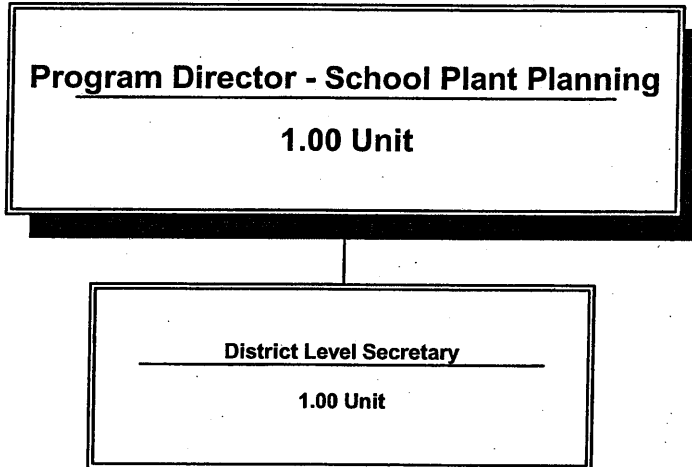 Program Director - School Plant Planning
1.00 Unit
District Level Secretary
1.00 Unit